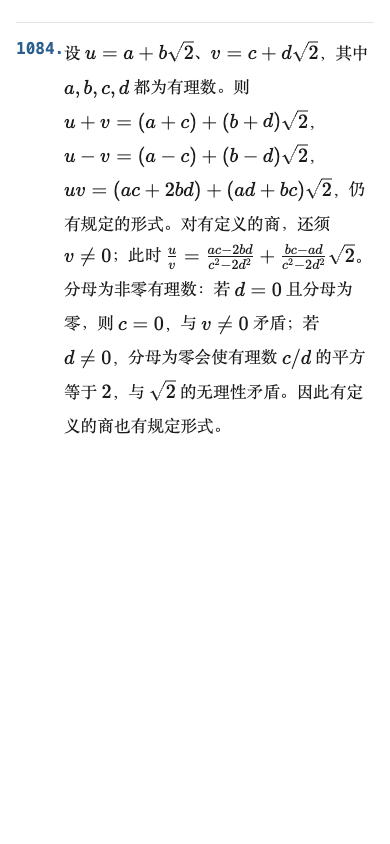 1084. 设 u = a + b√2、v = c + d√2，其中
a, b, c, d 都为有理数。则
u + v = (a + c) + (b + d)√2，
u − v = (a − c) + (b − d)√2，
uv = (ac + 2bd) + (ad + bc)√2，仍
有规定的形式。对有定义的商，还须
v ≠ 0；此时 u/v = (ac−2bd)/(c²−2d²) + (bc−ad)/(c²−2d²) √2。
分母为非零有理数：若 d = 0 且分母为
零，则 c = 0，与 v ≠ 0 矛盾；若
d ≠ 0，分母为零会使有理数 c/d 的平方
等于 2，与 √2 的无理性矛盾。因此有定
义的商也有规定形式。